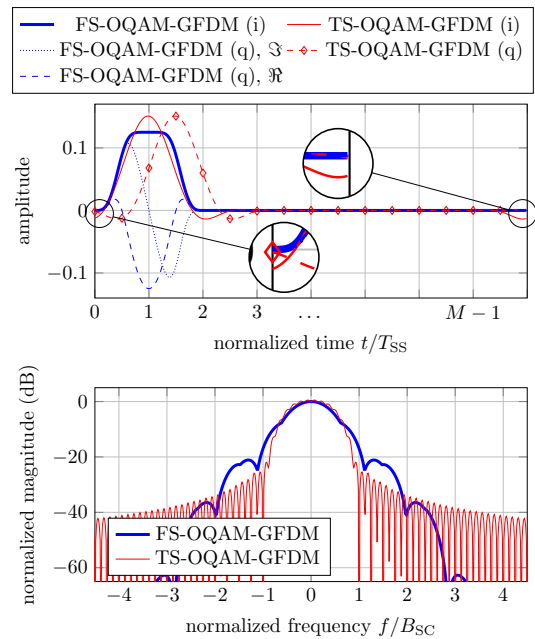 FS-OQAM-GFDM (i)
TS-OQAM-GFDM (i)
FS-OQAM-GFDM (q), ℑ
TS-OQAM-GFDM (q)
FS-OQAM-GFDM (q), ℜ
amplitude
0.1
0
−0.1
0 1 2 3 ... M − 1
normalized time t/T_SS
normalized magnitude (dB)
0
−20
−40
−60
FS-OQAM-GFDM
TS-OQAM-GFDM
−4 −3 −2 −1 0 1 2 3 4
normalized frequency f/B_SC